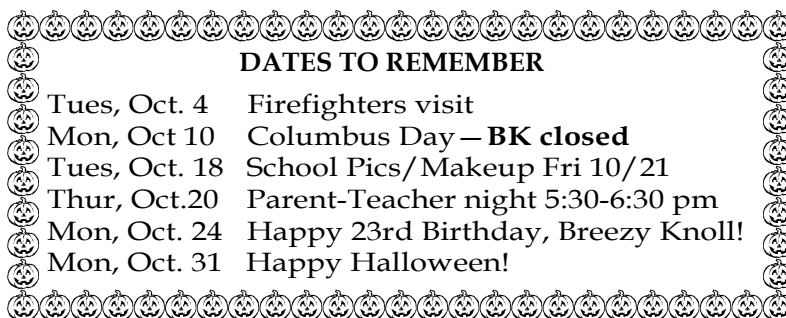 DATES TO REMEMBER
Tues, Oct. 4 Firefighters visit
Mon, Oct 10 Columbus Day—BK closed
Tues, Oct. 18 School Pics/Makeup Fri 10/21
Thur, Oct.20 Parent-Teacher night 5:30-6:30 pm
Mon, Oct. 24 Happy 23rd Birthday, Breezy Knoll!
Mon, Oct. 31 Happy Halloween!